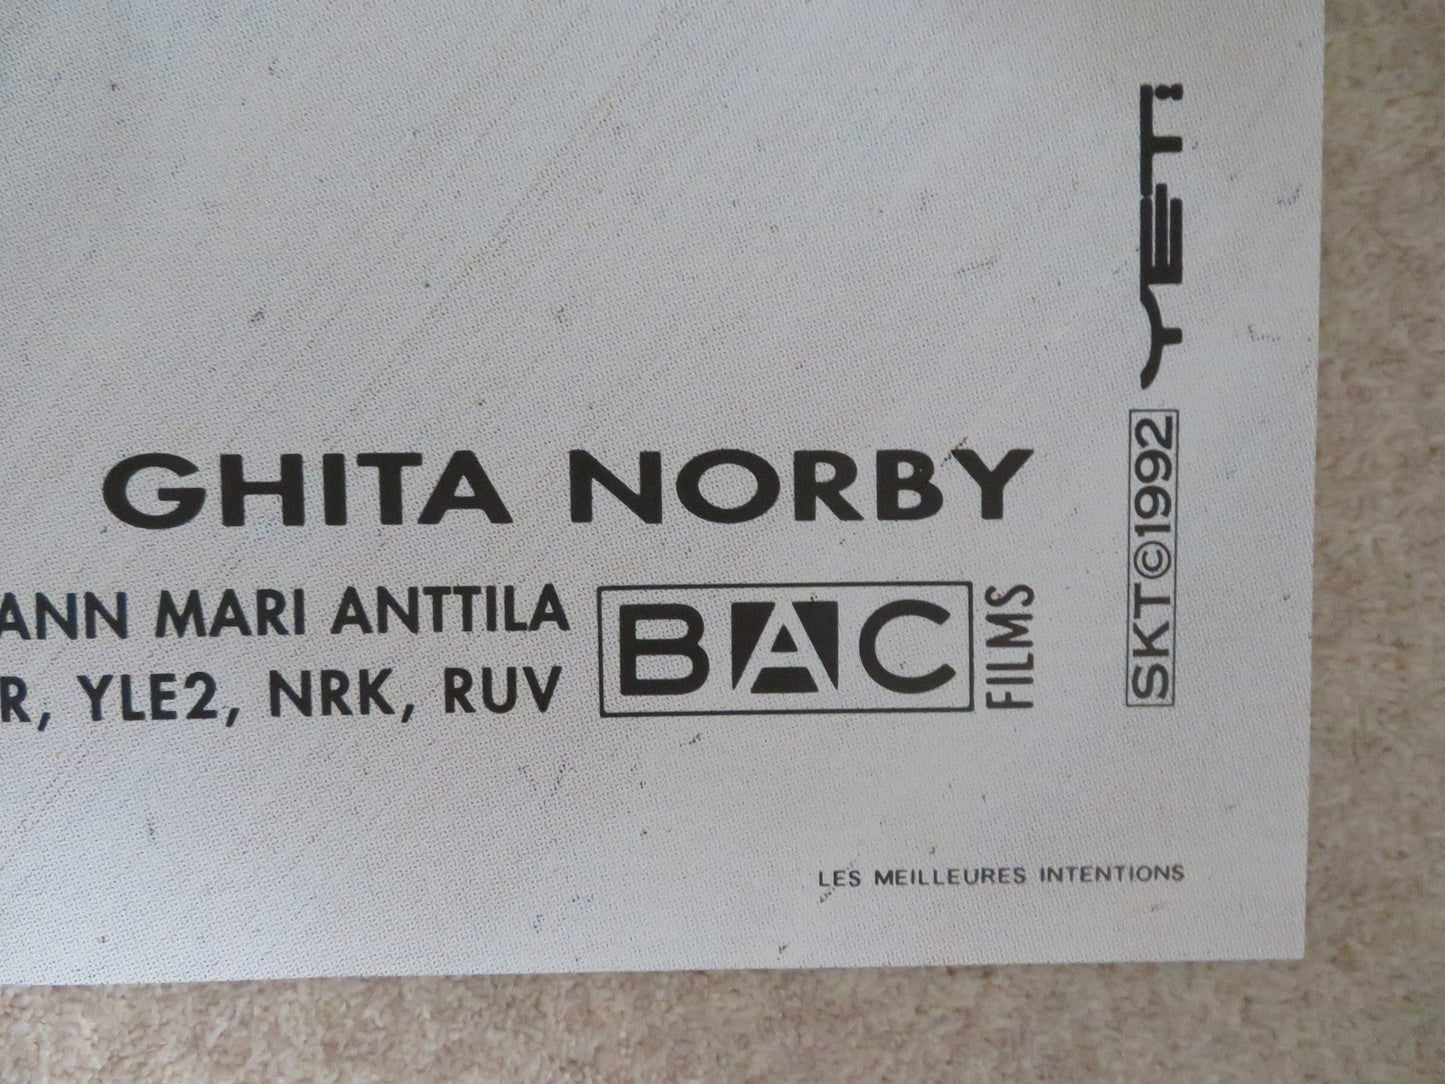 GHITA NORBY
ANN MARI ANTTILA
R, YLE2, NRK, RUV
BAC
FILMS
SKT©1992 YETI
LES MEILLEURES INTENTIONS